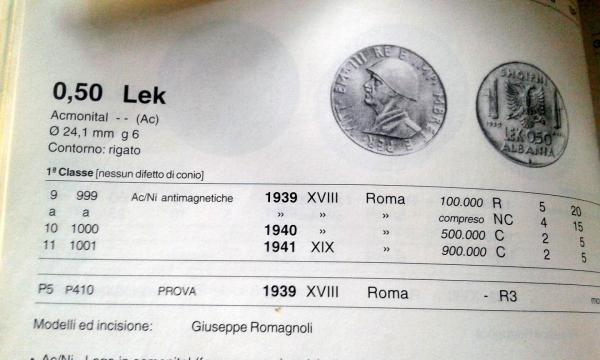 0,50 Lek
Acmonital - - (Ac)
Ø 24,1 mm g 6
Contorno: rigato
SHQIPNI
LEK 0.50
ALBANIA
1ª Classe [nessun difetto di conio]
9 999 Ac/Ni antimagnetiche 1939 XVIII Roma 100.000 R 5 20
a a » » » compreso NC 4 15
10 1000 1940 » » 500.000 C 2 5
11 1001 1941 XIX » 900.000 C 2 5
P5 P410 PROVA 1939 XVIII Roma - R3
Modelli ed incisione: Giuseppe Romagnoli